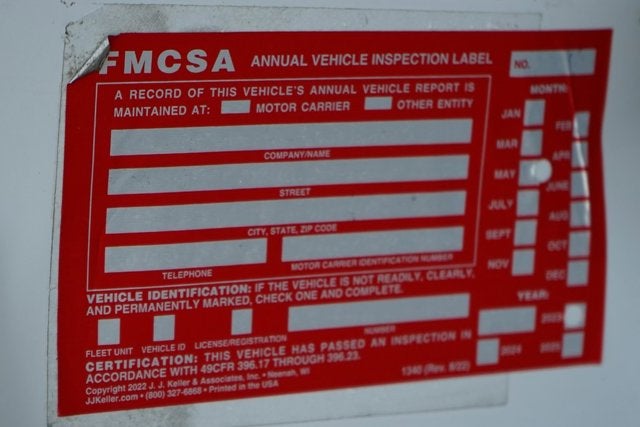 FMCSA ANNUAL VEHICLE INSPECTION LABEL
NO.
A RECORD OF THIS VEHICLE'S ANNUAL VEHICLE REPORT IS
MAINTAINED AT: MOTOR CARRIER OTHER ENTITY
COMPANY/NAME
STREET
CITY, STATE, ZIP CODE
TELEPHONE MOTOR CARRIER IDENTIFICATION NUMBER
MONTH:
JAN FEB
MAR APR
MAY JUNE
JULY AUG
SEPT OCT
NOV DEC
VEHICLE IDENTIFICATION: IF THE VEHICLE IS NOT READILY, CLEARLY,
AND PERMANENTLY MARKED, CHECK ONE AND COMPLETE.
FLEET UNIT VEHICLE ID LICENSE/REGISTRATION NUMBER
YEAR:
2023
2024 2025
CERTIFICATION: THIS VEHICLE HAS PASSED AN INSPECTION IN
ACCORDANCE WITH 49CFR 396.17 THROUGH 396.23.
Copyright 2022 J. J. Keller & Associates, Inc. • Neenah, WI
JJKeller.com • (800) 327-6868 • Printed in the USA
1340 (Rev. 8/22)